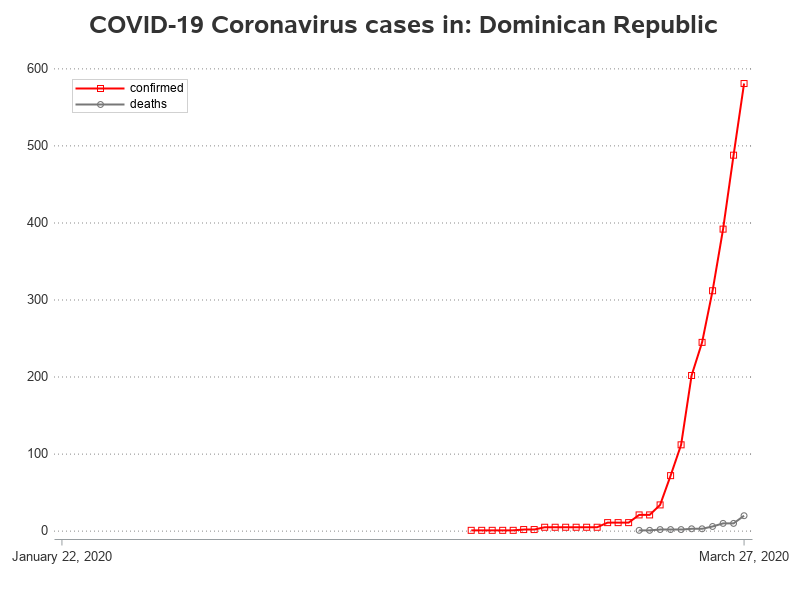 COVID-19 Coronavirus cases in: Dominican Republic
600
confirmed
deaths
500
400
300
200
100
0
January 22, 2020
March 27, 2020